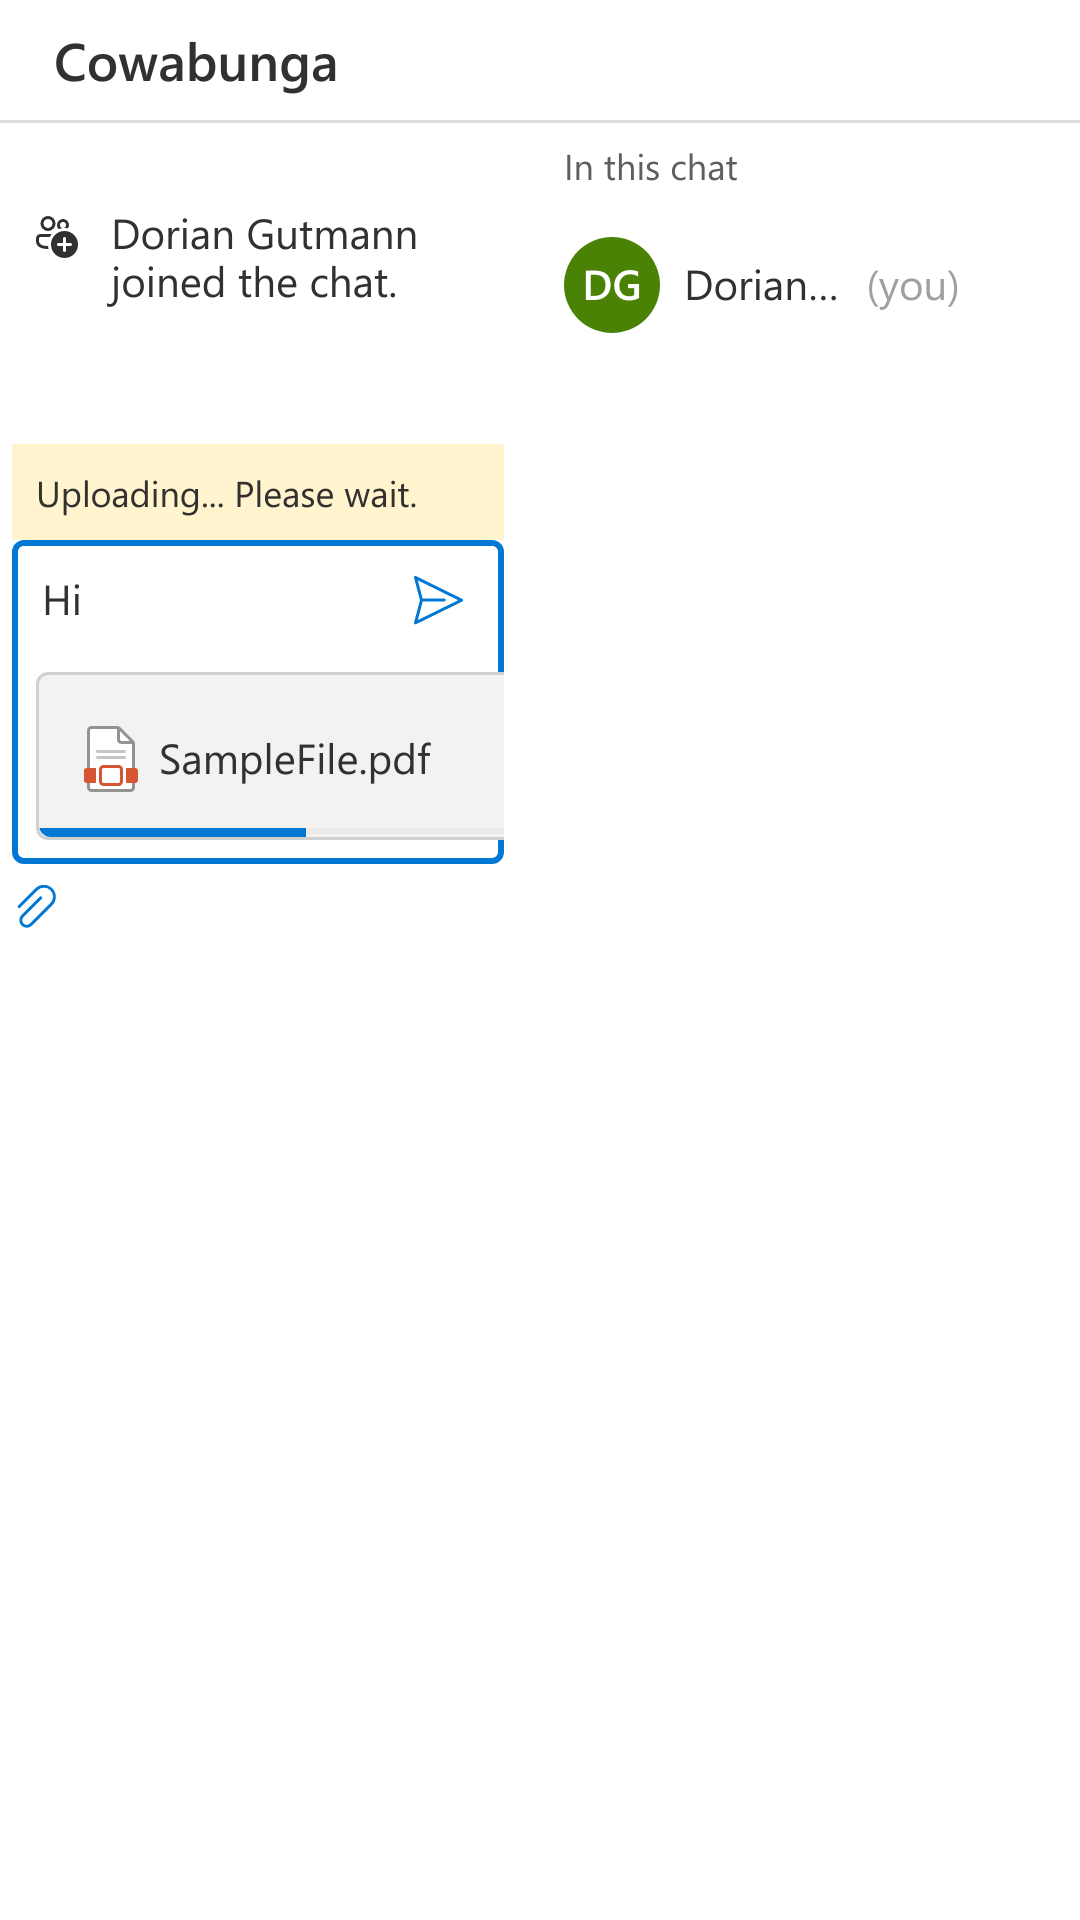 Cowabunga
In this chat
Dorian Gutmann
joined the chat.
DG
Dorian... (you)
Uploading... Please wait.
Hi
SampleFile.pdf